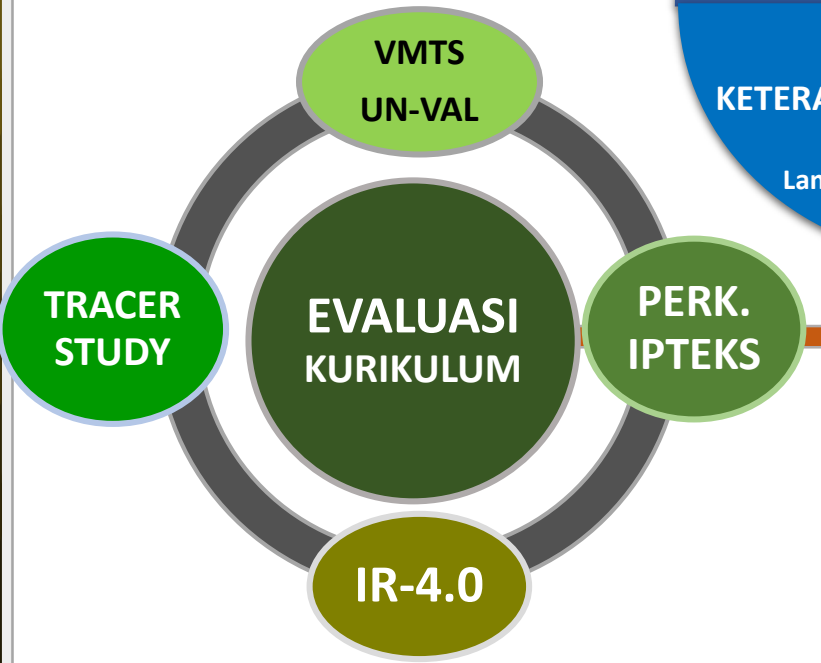 VMTS
UN-VAL
TRACER
STUDY
EVALUASI
KURIKULUM
PERK.
IPTEKS
IR-4.0